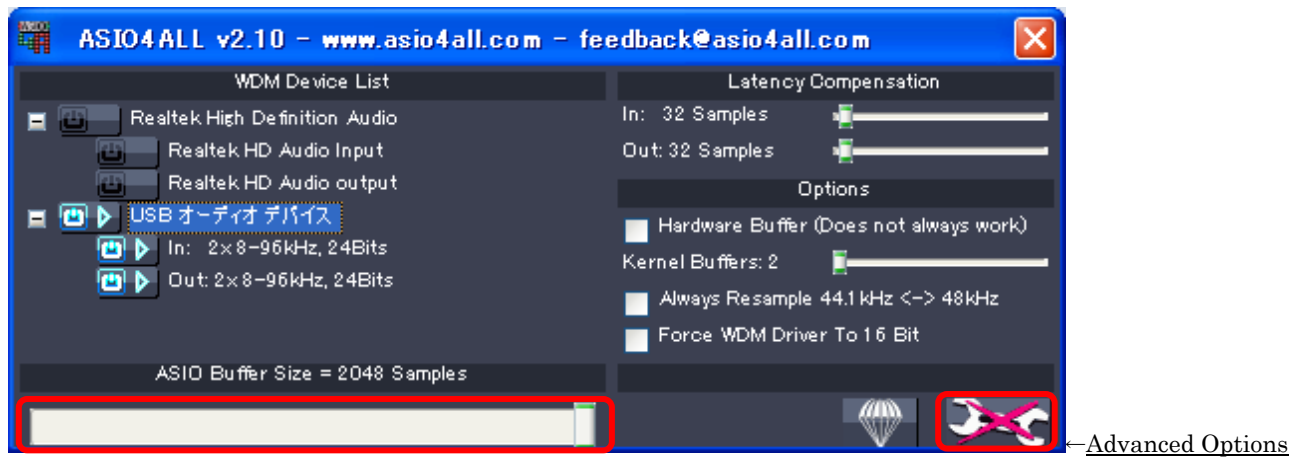 ASIO4ALL v2.10 - www.asio4all.com - feedback@asio4all.com
WDM Device List
Realtek High Definition Audio
Realtek HD Audio Input
Realtek HD Audio output
USB オーディオ デバイス
In: 2x 8-96kHz, 24Bits
Out: 2x 8-96kHz, 24Bits
ASIO Buffer Size = 2048 Samples
Latency Compensation
In: 32 Samples
Out: 32 Samples
Options
Hardware Buffer (Does not always work)
Kernel Buffers: 2
Always Resample 44.1 kHz <-> 48kHz
Force WDM Driver To 16 Bit
←Advanced Options